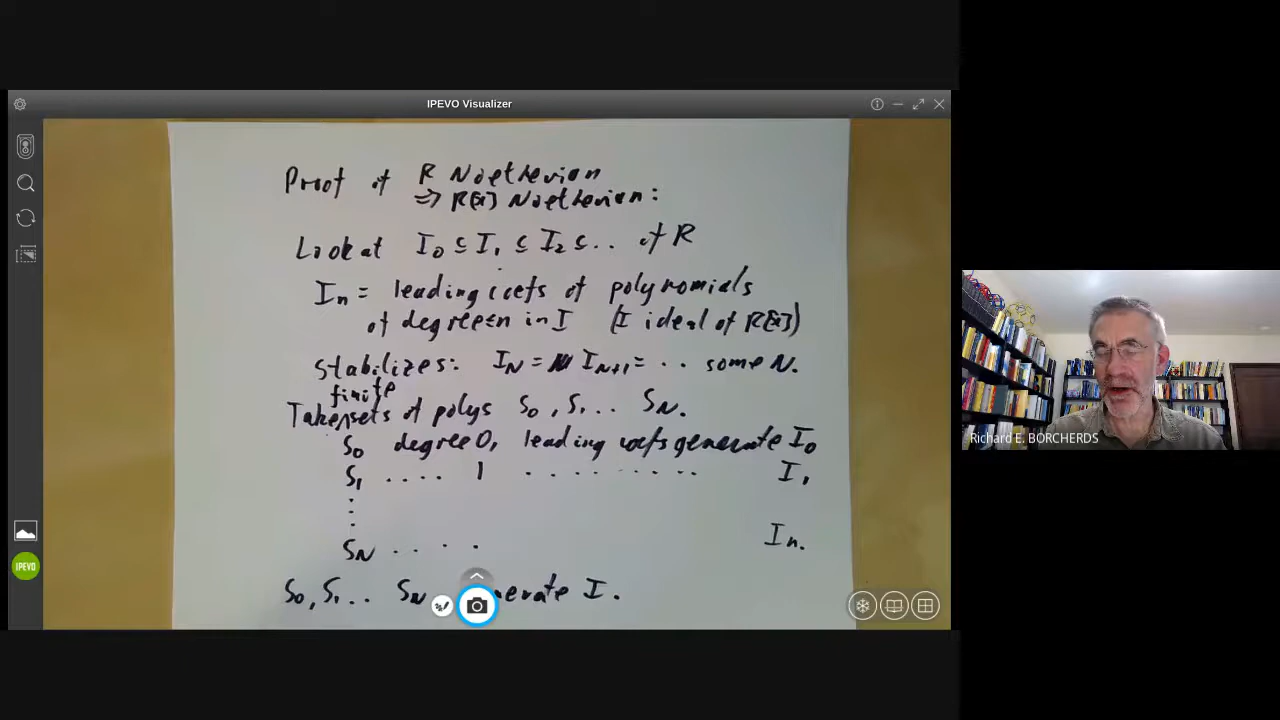 IPEVO Visualizer
Proof of R Noetherian
⇒ R[x] Noetherian:
Look at I₀ ⊆ I₁ ⊆ I₂ ⊆ .. of R
Iₙ = leading coefs of polynomials
of degree ≤ n in I (I ideal of R[x])
Stabilizes: I_N = I_N+1 = .. some N.
finite
Take sets of polys S₀, S₁ ... S_N.
S₀ degree 0, leading coefs generate I₀
S₁ .... 1 ......... I₁
:
S_N .... Iₙ.
S₀, S₁ .. S_N erate I.
IPEVO
Richard E. BORCHERDS